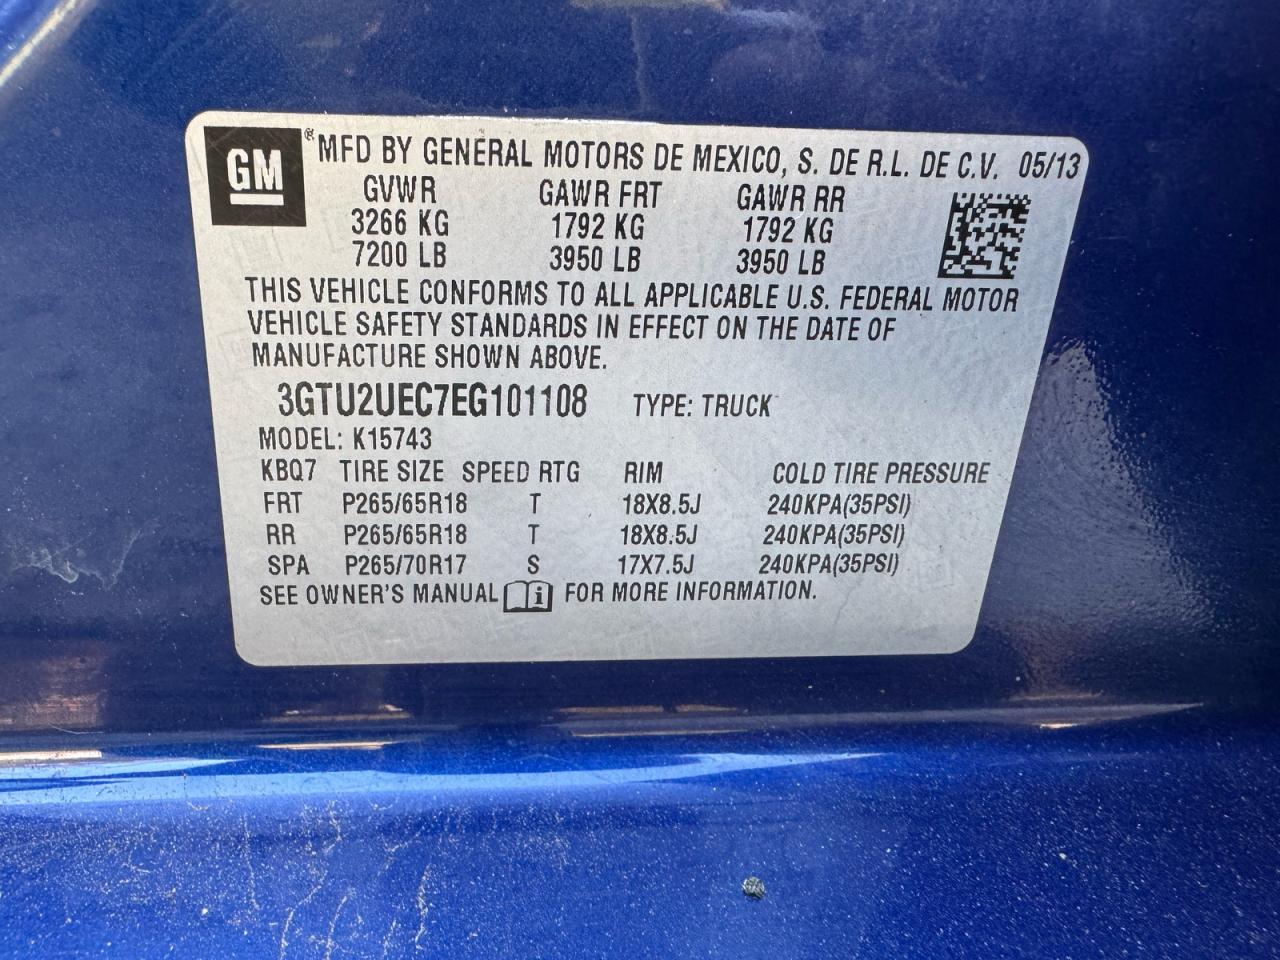 GM ® MFD BY GENERAL MOTORS DE MEXICO, S. DE R.L. DE C.V. 05/13
GVWR GAWR FRT GAWR RR
3266 KG 1792 KG 1792 KG
7200 LB 3950 LB 3950 LB
THIS VEHICLE CONFORMS TO ALL APPLICABLE U.S. FEDERAL MOTOR
VEHICLE SAFETY STANDARDS IN EFFECT ON THE DATE OF
MANUFACTURE SHOWN ABOVE.
3GTU2UEC7EG101108 TYPE: TRUCK
MODEL: K15743
KBQ7 TIRE SIZE SPEED RTG RIM COLD TIRE PRESSURE
FRT P265/65R18 T 18X8.5J 240KPA(35PSI)
RR P265/65R18 T 18X8.5J 240KPA(35PSI)
SPA P265/70R17 S 17X7.5J 240KPA(35PSI)
SEE OWNER'S MANUAL i FOR MORE INFORMATION.